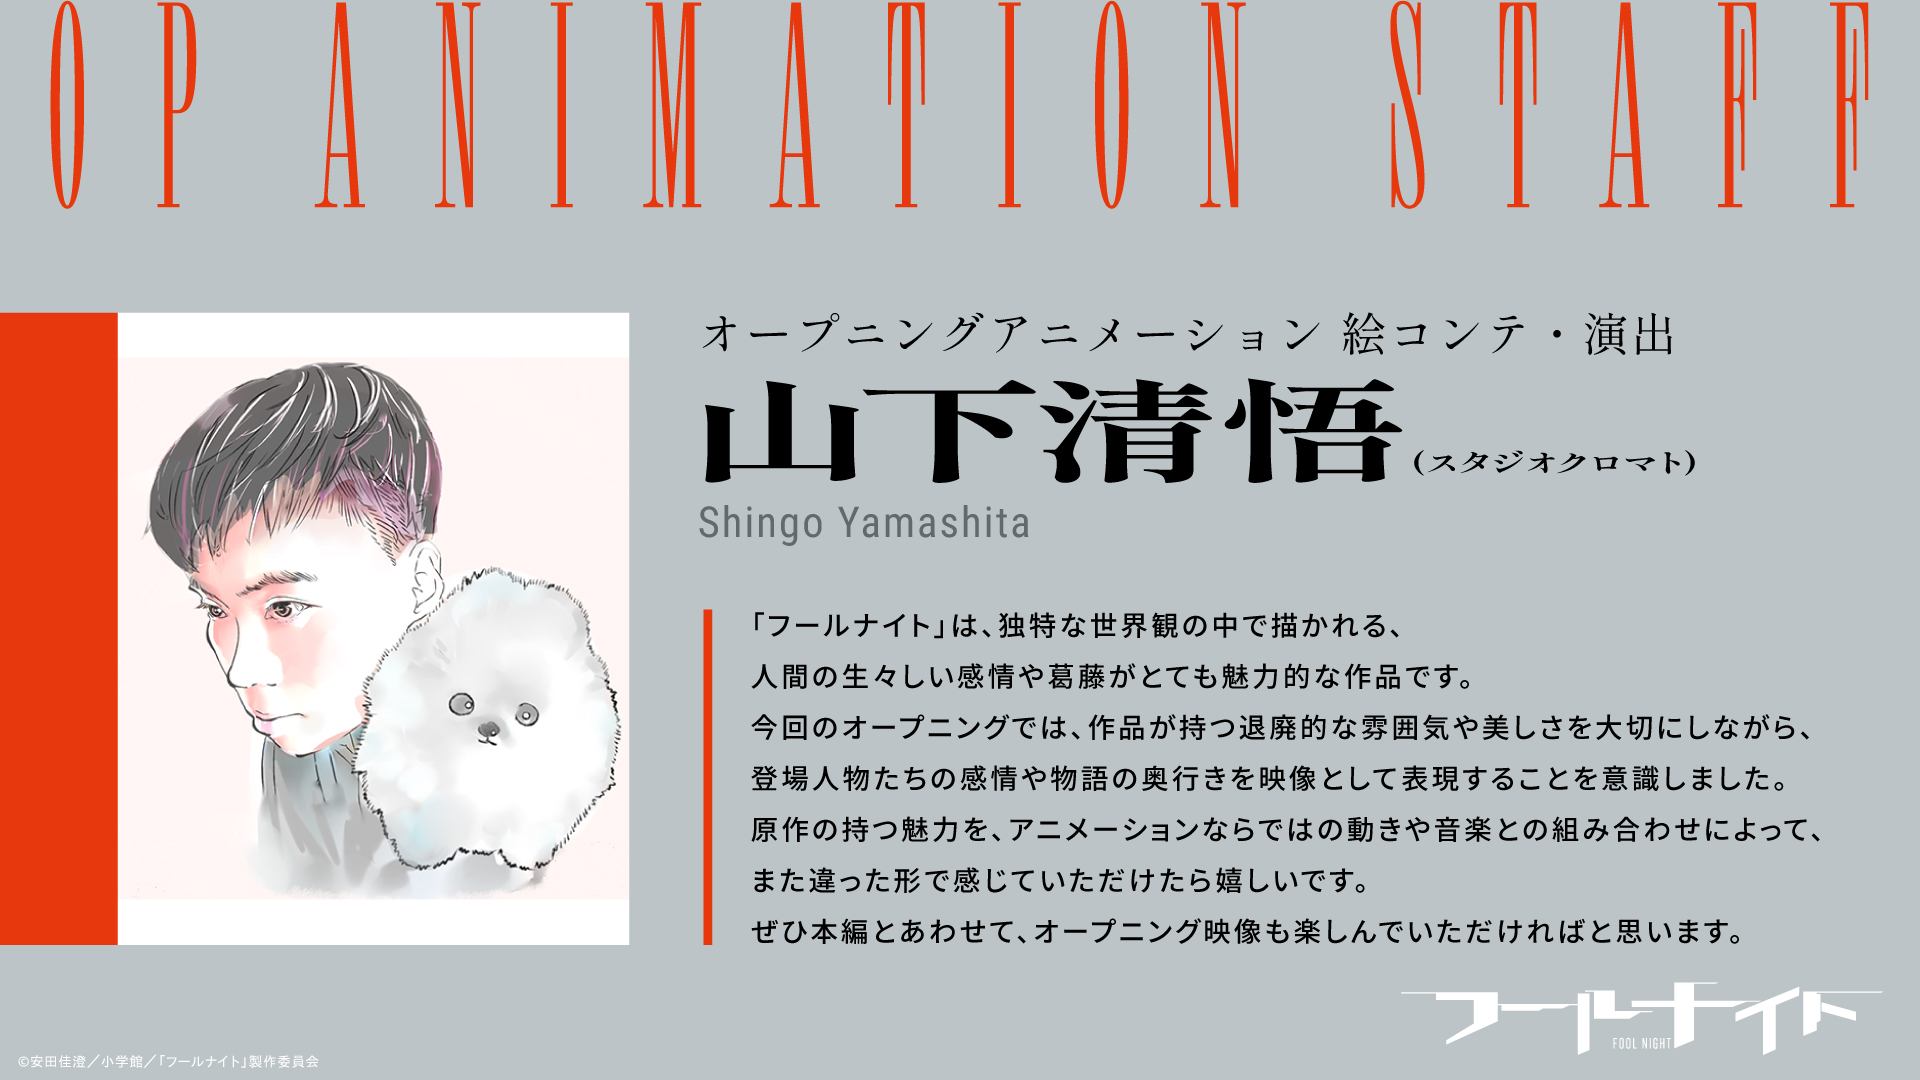 OP ANIMATION STAFF
オープニングアニメーション 絵コンテ・演出
山下清悟(スタジオクロマト)
Shingo Yamashita
「フールナイト」は、独特な世界観の中で描かれる、
人間の生々しい感情や葛藤がとても魅力的な作品です。
今回のオープニングでは、作品が持つ退廃的な雰囲気や美しさを大切にしながら、
登場人物たちの感情や物語の奥行きを映像として表現することを意識しました。
原作の持つ魅力を、アニメーションならではの動きや音楽との組み合わせによって、
また違った形で感じていただけたら嬉しいです。
ぜひ本編とあわせて、オープニング映像も楽しんでいただければと思います。
フールナイト
FOOL NIGHT
©安田佳澄／小学館／「フールナイト」製作委員会